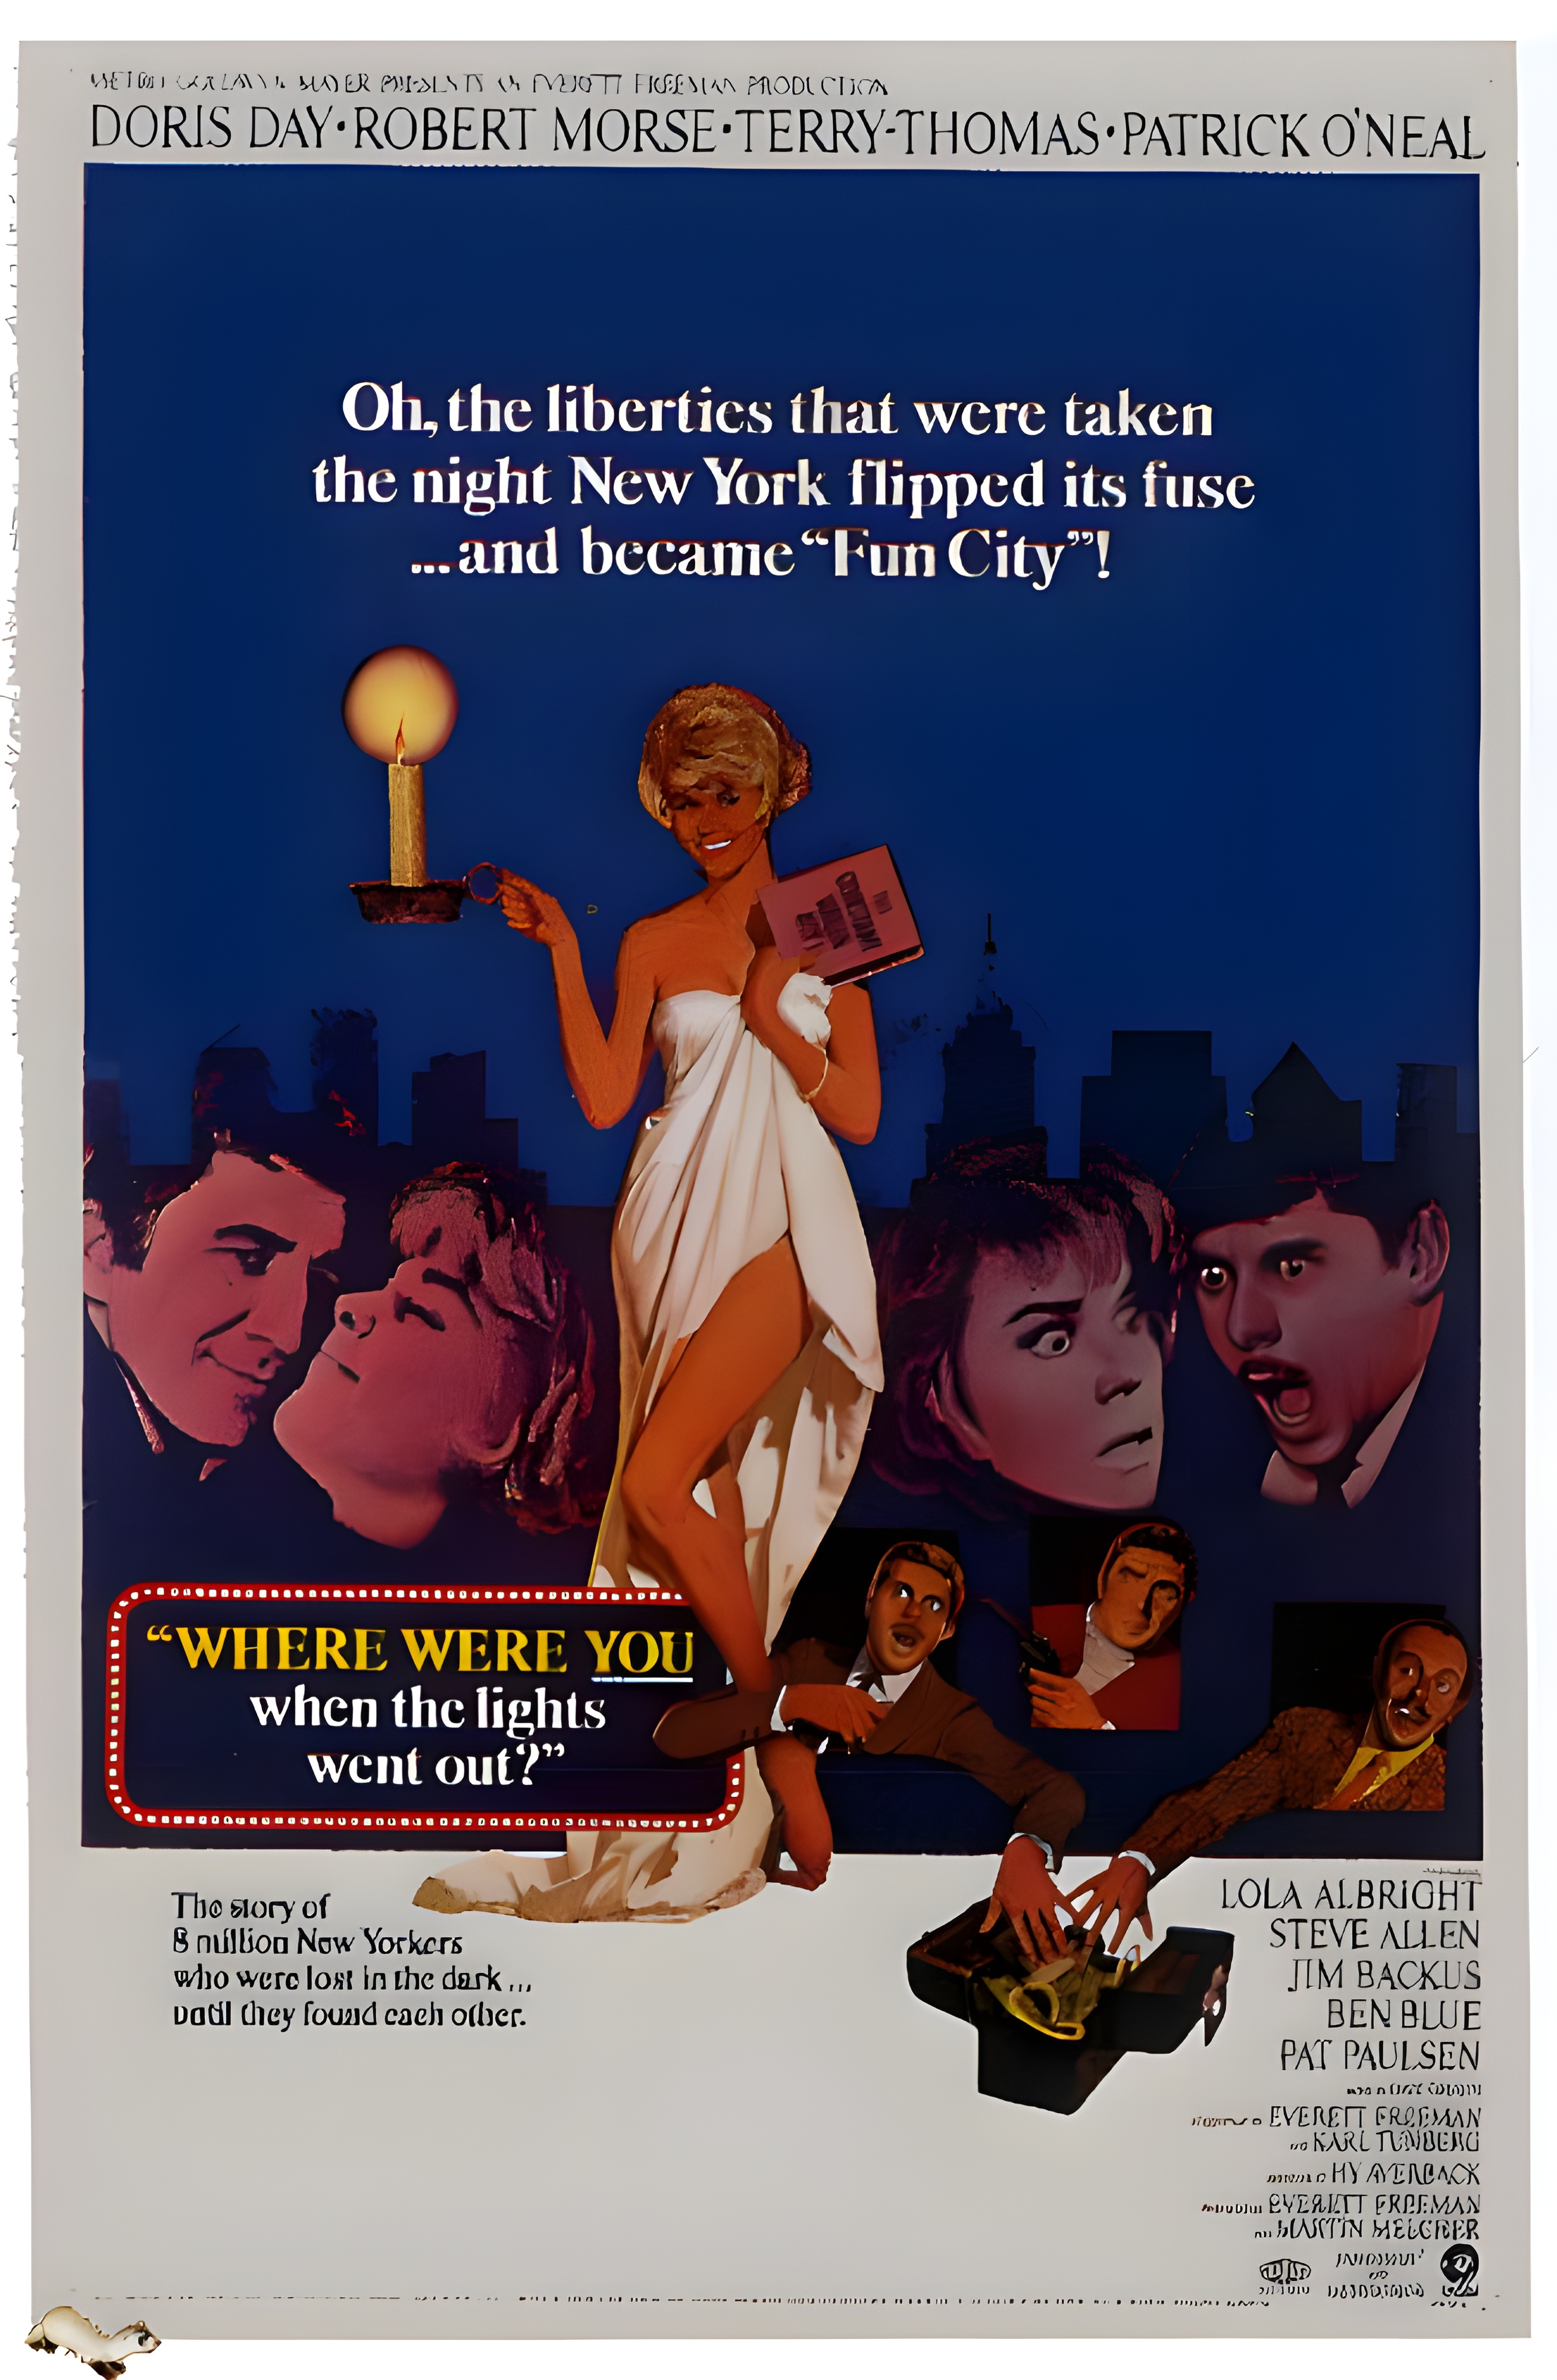 DORIS DAY·ROBERT MORSE·TERRY-THOMAS·PATRICK O'NEAL
Oh, the liberties that were taken
the night New York flipped its fuse
...and became “Fun City”!
“WHERE WERE YOU
when the lights
went out?”
The story of
8 million New Yorkers
who were lost in the dark...
until they found each other.
LOLA ALBRIGHT
STEVE ALLEN
JIM BACKUS
BEN BLUE
PAT PAULSEN
EVERETT FREEMAN
KARL TUNBERG
HY AVERBACK
EVERETT FREEMAN
MARTIN MELCHER